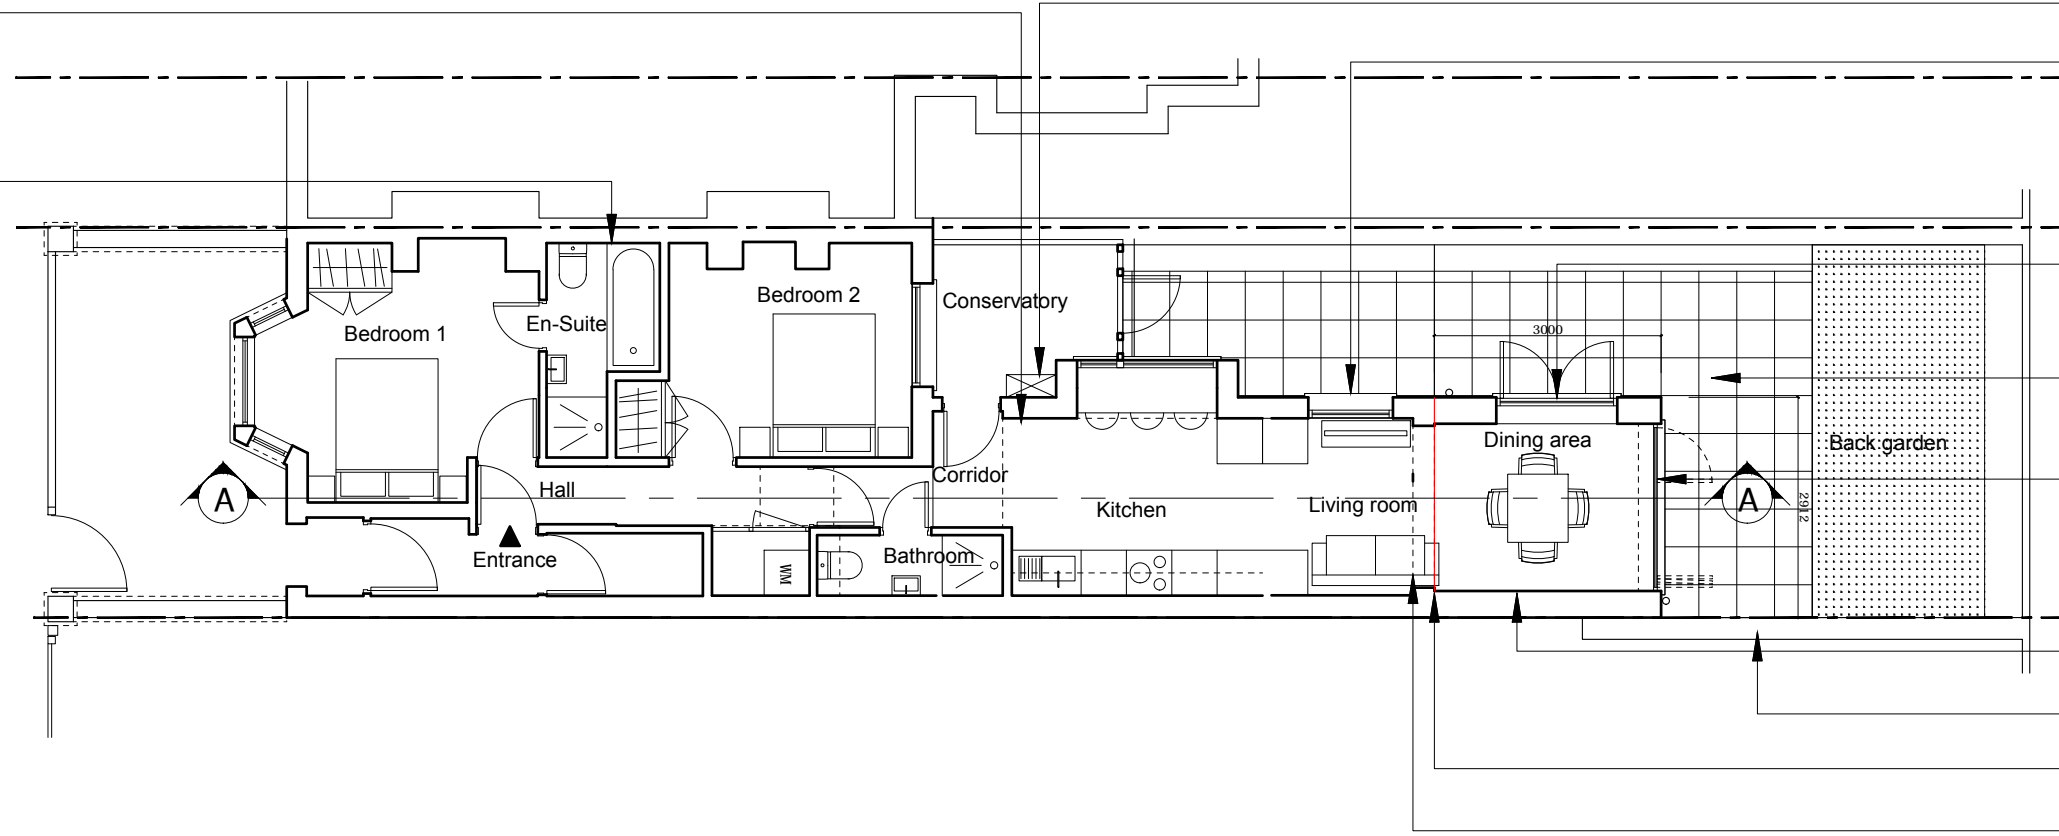 Bedroom 1
En-Suite
Bedroom 2
Conservatory
3000
Dining area
Back garden
A
Hall
Corridor
Kitchen
Living room
A
2912
Entrance
WM
Bathroom